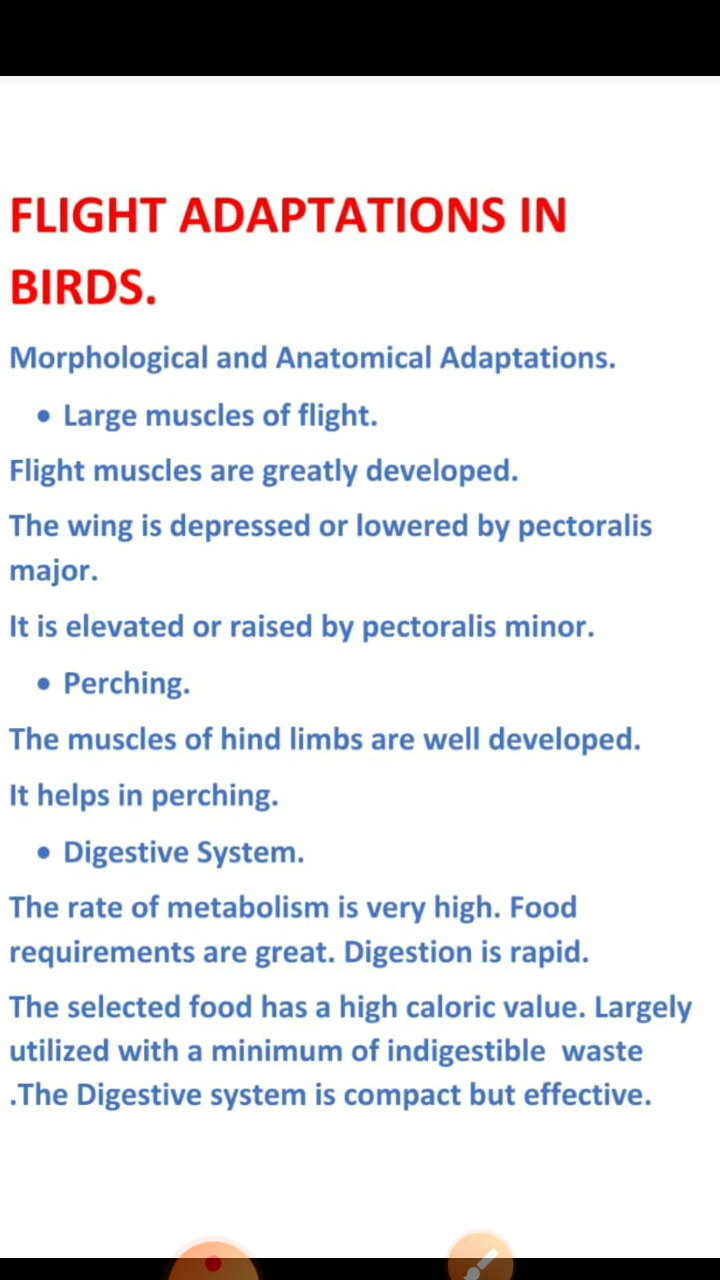 FLIGHT ADAPTATIONS IN
BIRDS.
Morphological and Anatomical Adaptations.
• Large muscles of flight.
Flight muscles are greatly developed.
The wing is depressed or lowered by pectoralis
major.
It is elevated or raised by pectoralis minor.
• Perching.
The muscles of hind limbs are well developed.
It helps in perching.
• Digestive System.
The rate of metabolism is very high. Food
requirements are great. Digestion is rapid.
The selected food has a high caloric value. Largely
utilized with a minimum of indigestible  waste
.The Digestive system is compact but effective.